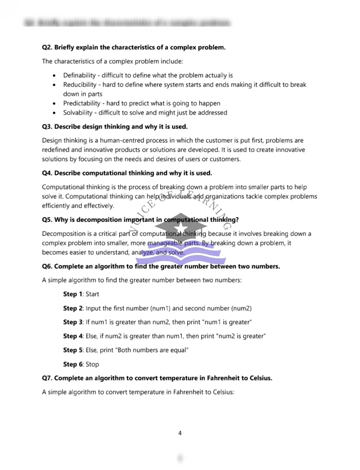 Q2. Briefly explain the characteristics of a complex problem.
Q2. Briefly explain the characteristics of a complex problem.
The characteristics of a complex problem include:
• Definability - difficult to define what the problem actually is
• Reducibility - hard to define where system starts and ends making it difficult to break
down in parts
• Predictability - hard to predict what is going to happen
• Solvability - difficult to solve and might just be addressed
Q3. Describe design thinking and why it is used.
Design thinking is a human-centred process in which the customer is put first, problems are
redefined and innovative products or solutions are developed. It is used to create innovative
solutions by focusing on the needs and desires of users or customers.
Q4. Describe computational thinking and why it is used.
Computational thinking is the process of breaking down a problem into smaller parts to help
solve it. Computational thinking can help individuals and organizations tackle complex problems
efficiently and effectively.
Q5. Why is decomposition important in computational thinking?
Decomposition is a critical part of computational thinking because it involves breaking down a
complex problem into smaller, more manageable parts. By breaking down a problem, it
becomes easier to understand, analyze, and solve.
Q6. Complete an algorithm to find the greater number between two numbers.
A simple algorithm to find the greater number between two numbers:
Step 1: Start
Step 2: Input the first number (num1) and second number (num2)
Step 3: If num1 is greater than num2, then print "num1 is greater"
Step 4: Else, if num2 is greater than num1, then print "num2 is greater"
Step 5: Else, print "Both numbers are equal"
Step 6: Stop
Q7. Complete an algorithm to convert temperature in Fahrenheit to Celsius.
A simple algorithm to convert temperature in Fahrenheit to Celsius:
4